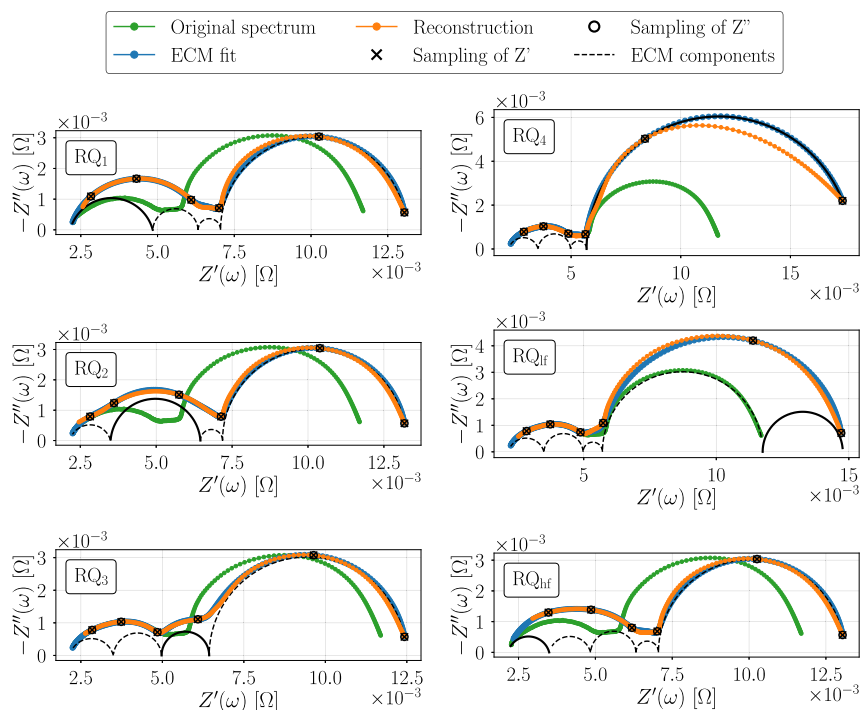 Original spectrum Reconstruction Sampling of Z''
ECM fit Sampling of Z' ECM components
×10⁻³
−Z''(ω) [Ω]
3
2
1
0
RQ₁
2.5 5.0 7.5 10.0 12.5
Z'(ω) [Ω]
×10⁻³
×10⁻³
−Z''(ω) [Ω]
6
4
2
0
RQ₄
5 10 15
Z'(ω) [Ω]
×10⁻³
×10⁻³
−Z''(ω) [Ω]
3
2
1
0
RQ₂
2.5 5.0 7.5 10.0 12.5
Z'(ω) [Ω]
×10⁻³
×10⁻³
−Z''(ω) [Ω]
4
3
2
1
0
RQ_lf
5 10 15
Z'(ω) [Ω]
×10⁻³
×10⁻³
−Z''(ω) [Ω]
3
2
1
0
RQ₃
2.5 5.0 7.5 10.0 12.5
Z'(ω) [Ω]
×10⁻³
×10⁻³
−Z''(ω) [Ω]
3
2
1
0
RQ_hf
2.5 5.0 7.5 10.0 12.5
Z'(ω) [Ω]
×10⁻³